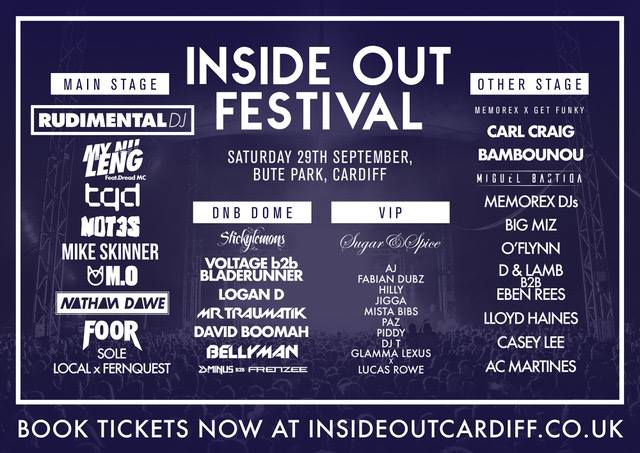 INSIDE OUT
FESTIVAL
SATURDAY 29TH SEPTEMBER,
BUTE PARK, CARDIFF
MAIN STAGE
RUDIMENTAL DJ
MY NU
LENG
Feat.Dread MC
tqd
NOT3S
MIKE SKINNER
M.O
NATHAN DAWE
FOOR
SOLE
LOCAL x FERNQUEST
DNB DOME
Stickylemons
VOLTAGE b2b
BLADERUNNER
LOGAN D
MR TRAUMATIK
DAVID BOOMAH
BELLYMAN
D MINUS B2B FRENZEE
VIP
Sugar & Spice
AJ
FABIAN DUBZ
HILLY
JIGGA
MISTA BIBS
PAZ
PIDDY
DJ T
GLAMMA LEXUS
X
LUCAS ROWE
OTHER STAGE
MEMOREX X GET FUNKY
CARL CRAIG
BAMBOUNOU
MIGUEL BASTIDA
MEMOREX DJs
BIG MIZ
O'FLYNN
D & LAMB
B2B
EBEN REES
LLOYD HAINES
CASEY LEE
AC MARTINES
BOOK TICKETS NOW AT INSIDEOUTCARDIFF.CO.UK